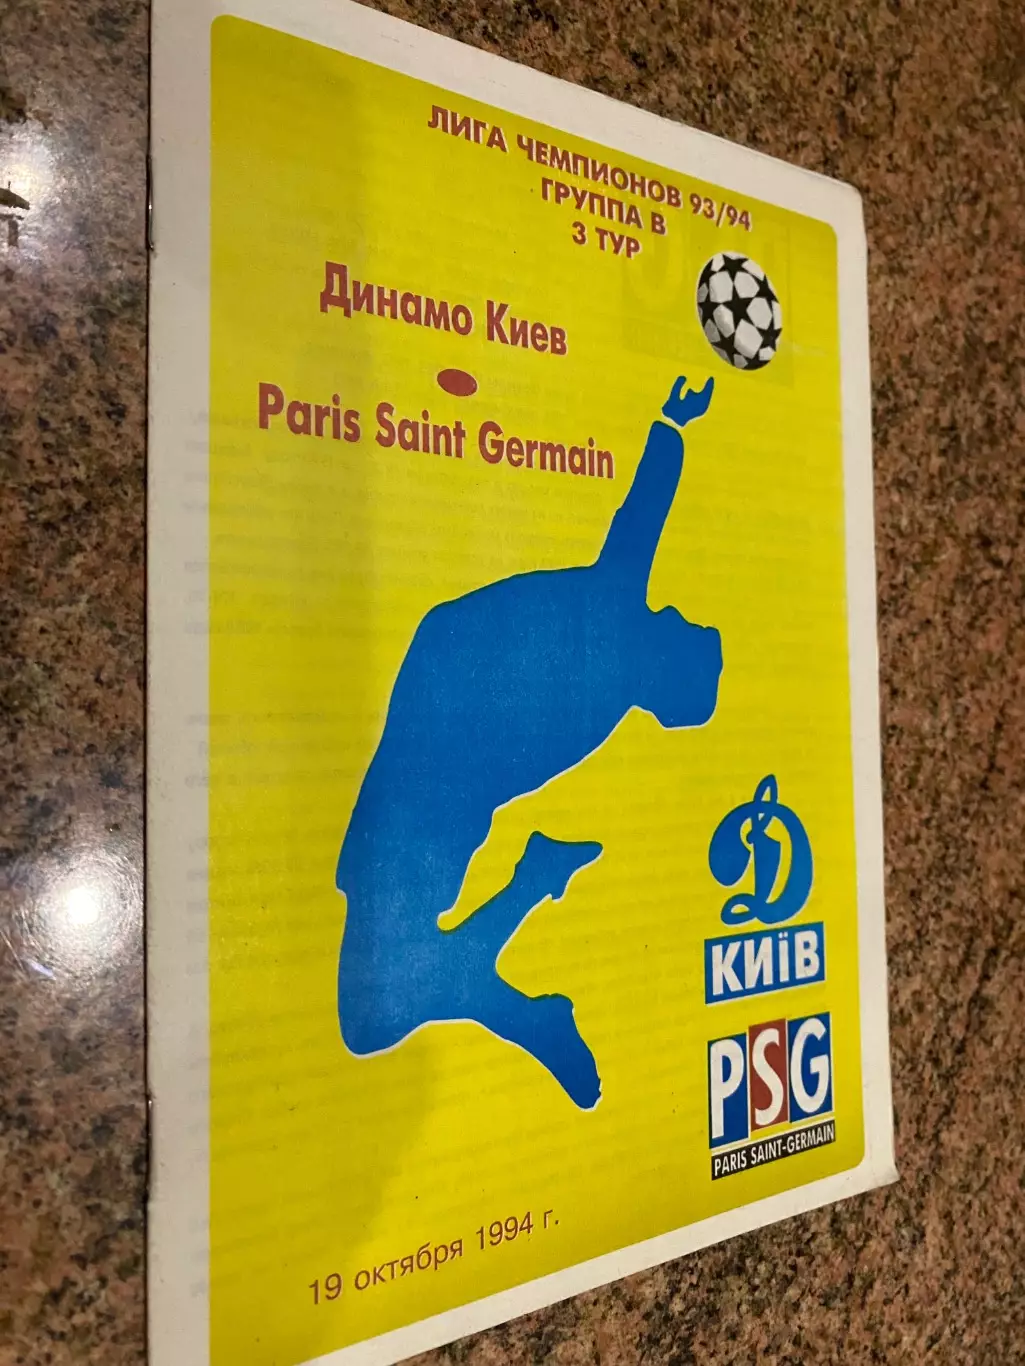 ЛИГА ЧЕМПИОНОВ 93/94
ГРУППА В
3 ТУР
Динамо Киев
Paris Saint Germain
Д
КИЇВ
PSG
PARIS SAINT-GERMAIN
19 октября 1994 г.